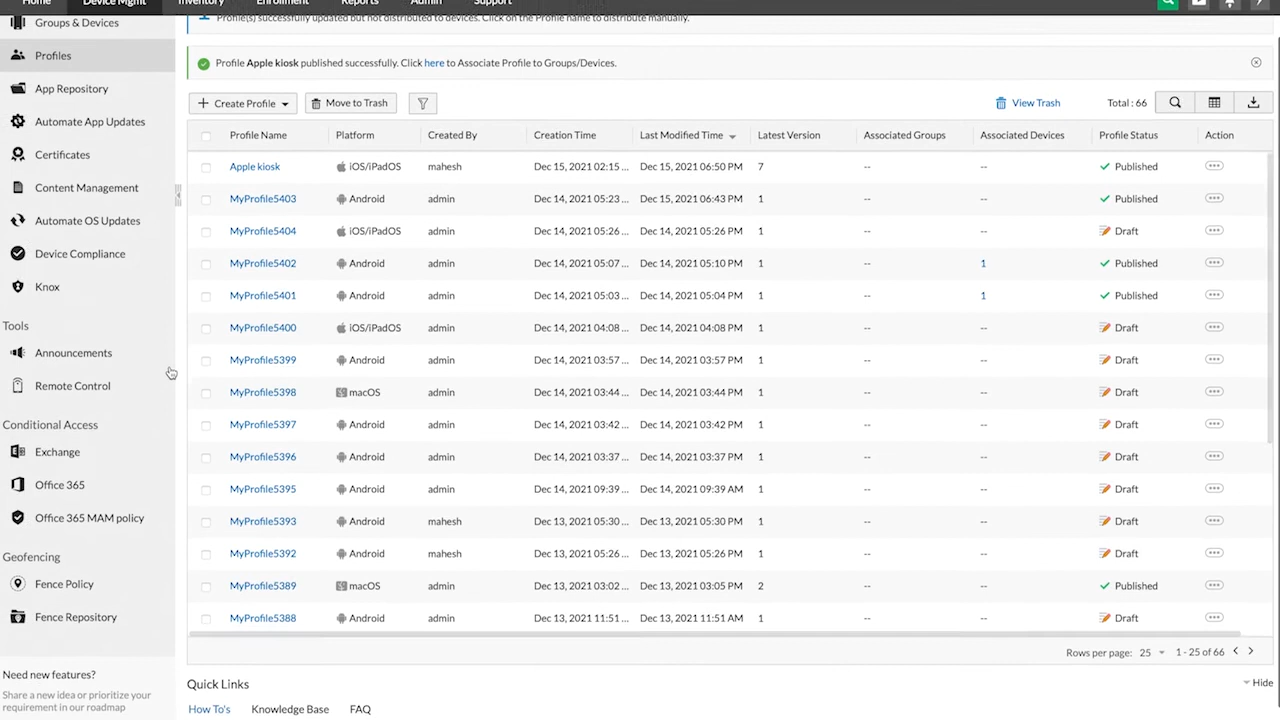 Home Device Mgmt Inventory Enrollment Reports Admin Support
Groups & Devices
Profiles
App Repository
Automate App Updates
Certificates
Content Management
Automate OS Updates
Device Compliance
Knox
Tools
Announcements
Remote Control
Conditional Access
Exchange
Office 365
Office 365 MAM policy
Geofencing
Fence Policy
Fence Repository
Need new features?
Share a new idea or prioritize your
requirement in our roadmap
Profile(s) successfully updated but not distributed to devices. Click on the Profile name to distribute manually.
Profile Apple kiosk published successfully. Click here to Associate Profile to Groups/Devices.
Create Profile Move to Trash View Trash Total : 66
Profile Name Platform Created By Creation Time Last Modified Time Latest Version Associated Groups Associated Devices Profile Status Action
Apple kiosk iOS/iPadOS mahesh Dec 15, 2021 02:15 ... Dec 15, 2021 06:50 PM 7 -- -- Published
MyProfile5403 Android admin Dec 14, 2021 05:23 ... Dec 15, 2021 06:43 PM 1 -- -- Published
MyProfile5404 iOS/iPadOS admin Dec 14, 2021 05:26 ... Dec 14, 2021 05:26 PM 1 -- -- Draft
MyProfile5402 Android admin Dec 14, 2021 05:07 ... Dec 14, 2021 05:10 PM 1 -- 1 Published
MyProfile5401 Android admin Dec 14, 2021 05:03 ... Dec 14, 2021 05:04 PM 1 -- 1 Published
MyProfile5400 iOS/iPadOS admin Dec 14, 2021 04:08 ... Dec 14, 2021 04:08 PM 1 -- -- Draft
MyProfile5399 Android admin Dec 14, 2021 03:57 ... Dec 14, 2021 03:57 PM 1 -- -- Draft
MyProfile5398 macOS admin Dec 14, 2021 03:44 ... Dec 14, 2021 03:44 PM 1 -- -- Draft
MyProfile5397 Android admin Dec 14, 2021 03:42 ... Dec 14, 2021 03:42 PM 1 -- -- Draft
MyProfile5396 Android admin Dec 14, 2021 03:37 ... Dec 14, 2021 03:37 PM 1 -- -- Draft
MyProfile5395 Android admin Dec 14, 2021 09:39 ... Dec 14, 2021 09:39 AM 1 -- -- Draft
MyProfile5393 Android mahesh Dec 13, 2021 05:30 ... Dec 13, 2021 05:30 PM 1 -- -- Draft
MyProfile5392 Android mahesh Dec 13, 2021 05:26 ... Dec 13, 2021 05:26 PM 1 -- -- Draft
MyProfile5389 macOS admin Dec 13, 2021 03:02 ... Dec 13, 2021 03:05 PM 2 -- -- Published
MyProfile5388 Android admin Dec 13, 2021 11:51 ... Dec 13, 2021 11:51 AM 1 -- -- Draft
Rows per page: 25 1 - 25 of 66
Quick Links Hide
How To's Knowledge Base FAQ